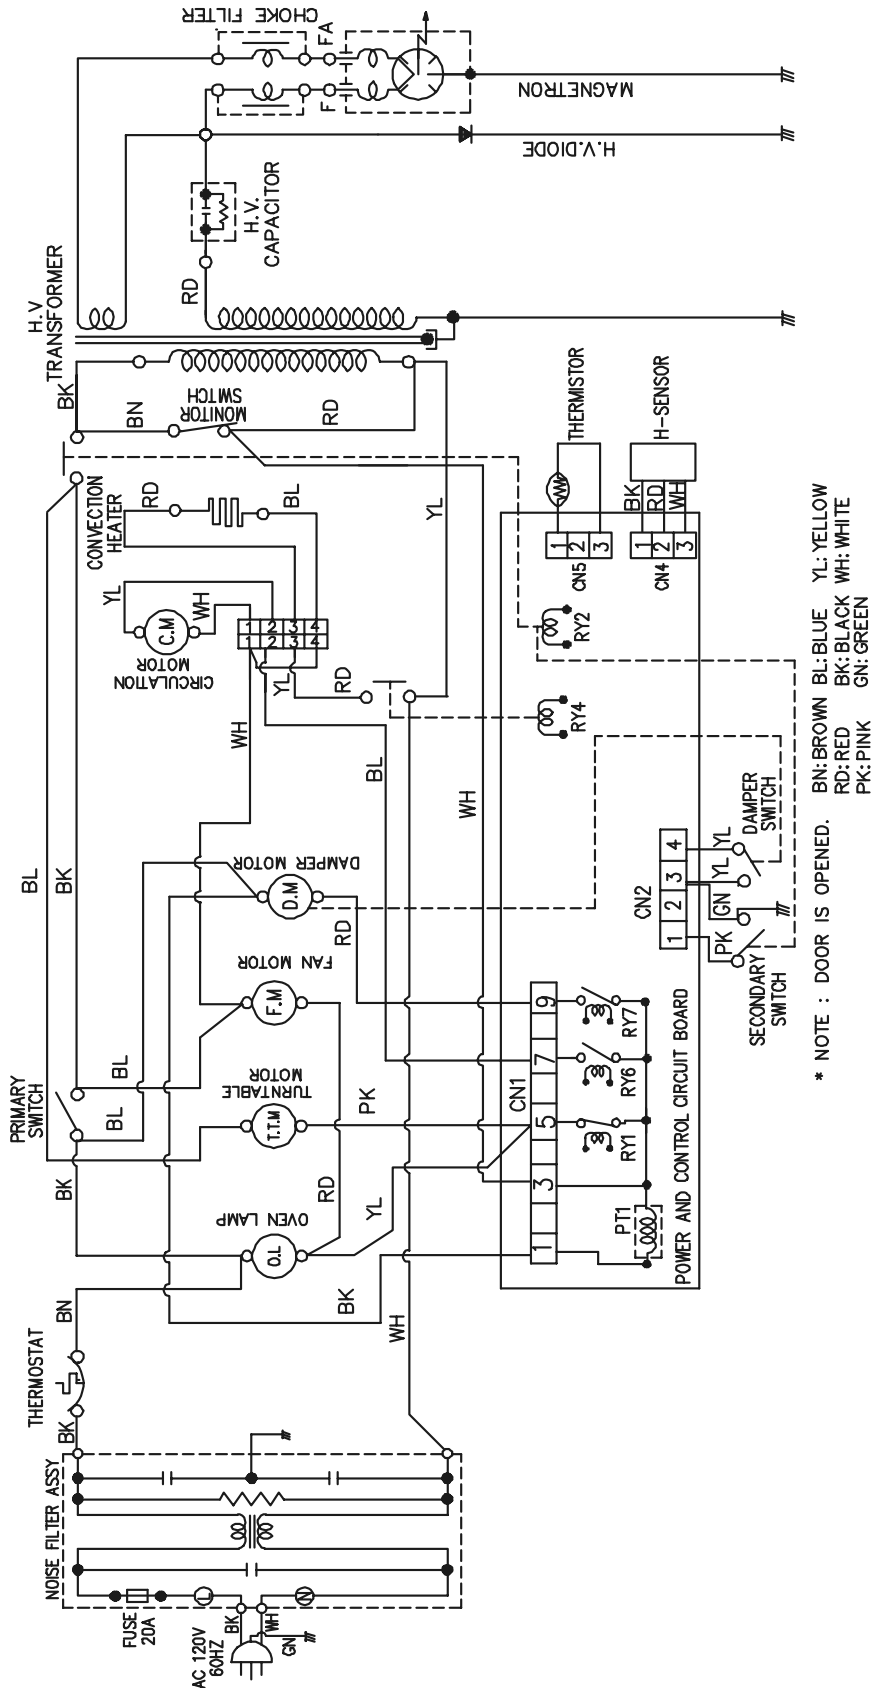 NOISE FILTER ASSY
FUSE
20A
AC 120V
60HZ
BK
WH
GN
L
N
BK
THERMOSTAT
BN
BK
WH
OVEN LAMP
O.L
RD
YL
BK
PRIMARY
SWITCH
BL
BL
TURNTABLE
MOTOR
T.T.M
PK
FAN MOTOR
F.M
DAMPER MOTOR
D.M
RD
BL
BK
WH
BL
WH
CIRCULATION
MOTOR
C.M
YL
WH
1 2 3 4
1 2 3 4
YL
RD
CONVECTION
HEATER
RD
BL
YL
BK
BN
MONITOR
SWITCH
RD
H.V
TRANSFORMER
RD
H.V.
CAPACITOR
H.V.DIODE
MAGNETRON
CHOKE FILTER
F
FA
POWER AND CONTROL CIRCUIT BOARD
PT1
CN1
1 3 5 7 9
RY1
RY6
RY7
RY4
RY2
CN2
1 2 3 4
PK
GN
YL
YL
SECONDARY
SWITCH
DAMPER
SWITCH
CN5
1 2 3
THERMISTOR
CN4
1 2 3
BK
RD
WH
H-SENSOR
* NOTE : DOOR IS OPENED.
BN:BROWN BL:BLUE YL:YELLOW
RD:RED BK:BLACK WH:WHITE
PK:PINK GN:GREEN